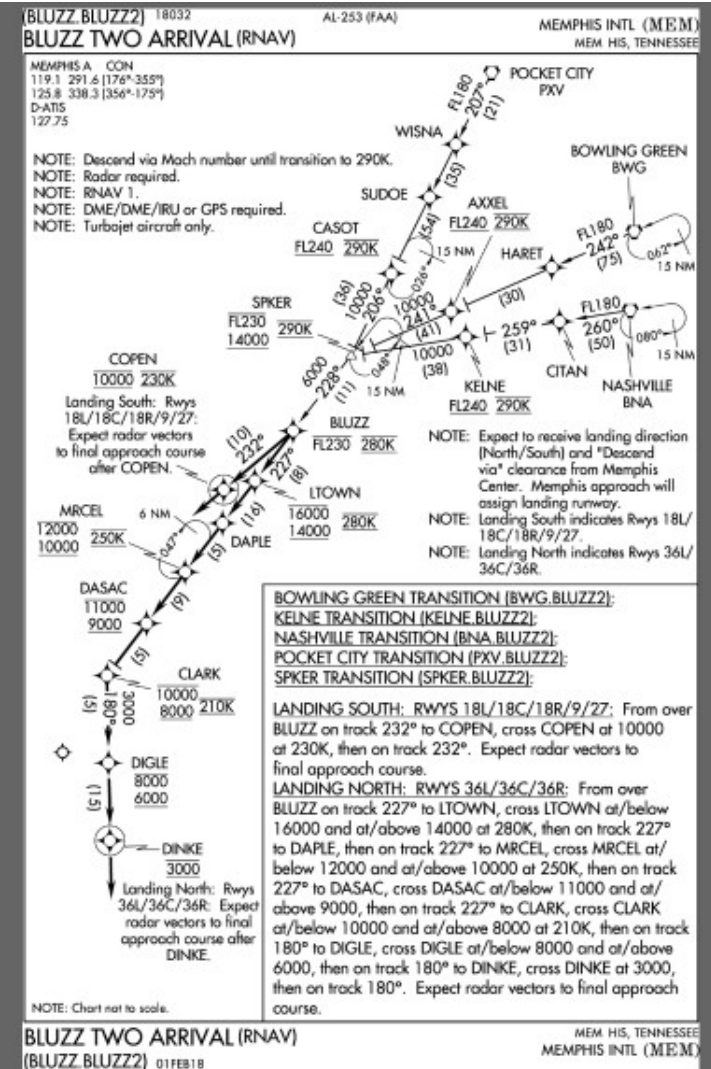 (BLUZZ.BLUZZ2) 18032
AL-253 (FAA)
MEMPHIS INTL (MEM)
BLUZZ TWO ARRIVAL (RNAV)
MEM HIS, TENNESSEE
MEMPHIS A CON
119.1 291.6 (176°-355°)
125.8 338.3 (356°-175°)
D-ATIS
127.75
NOTE: Descend via Mach number until transition to 290K.
NOTE: Radar required.
NOTE: RNAV 1.
NOTE: DME/DME/IRU or GPS required.
NOTE: Turbojet aircraft only.
POCKET CITY
PXV
FL180
207°
(21)
WISNA
(35)
SUDOE
(54)
CASOT
FL240 290K
15 NM
026°
AXXEL
FL240 290K
BOWLING GREEN
BWG
FL180
242°
(75)
062°
15 NM
HARET
(30)
10000
241°
(41)
(36)
10000
206°
SPKER
FL230
14000
290K
048°
15 NM
10000
(38)
KELNE
FL240 290K
259°
(31)
CITAN
FL180
260°
(50)
080°
15 NM
NASHVILLE
BNA
6000
228°
(11)
BLUZZ
FL230 280K
COPEN
10000 230K
Landing South: Rwys
18L/18C/18R/9/27:
Expect radar vectors
to final approach course
after COPEN.
(10)
232°
227°
(8)
LTOWN
16000
14000
280K
(16)
DAPLE
6 NM
047°
(5)
MRCEL
12000
10000
250K
(9)
DASAC
11000
9000
(5)
CLARK
10000
8000
210K
3000
180°
(5)
DIGLE
8000
6000
(15)
DINKE
3000
Landing North: Rwys
36L/36C/36R: Expect
radar vectors to final
approach course after
DINKE.
NOTE: Expect to receive landing direction
(North/South) and "Descend
via" clearance from Memphis
Center. Memphis approach will
assign landing runway.
NOTE: Landing South indicates Rwys 18L/
18C/18R/9/27.
NOTE: Landing North indicates Rwys 36L/
36C/36R.
BOWLING GREEN TRANSITION (BWG.BLUZZ2):
KELNE TRANSITION (KELNE.BLUZZ2):
NASHVILLE TRANSITION (BNA.BLUZZ2):
POCKET CITY TRANSITION (PXV.BLUZZ2):
SPKER TRANSITION (SPKER.BLUZZ2):
LANDING SOUTH: RWYS 18L/18C/18R/9/27: From over
BLUZZ on track 232° to COPEN, cross COPEN at 10000
at 230K, then on track 232°. Expect radar vectors to
final approach course.
LANDING NORTH: RWYS 36L/36C/36R: From over
BLUZZ on track 227° to LTOWN, cross LTOWN at/below
16000 and at/above 14000 at 280K, then on track 227°
to DAPLE, then on track 227° to MRCEL, cross MRCEL at/
below 12000 and at/above 10000 at 250K, then on track
227° to DASAC, cross DASAC at/below 11000 and at/
above 9000, then on track 227° to CLARK, cross CLARK
at/below 10000 and at/above 8000 at 210K, then on track
180° to DIGLE, cross DIGLE at/below 8000 and at/above
6000, then on track 180° to DINKE, cross DINKE at 3000,
then on track 180°. Expect radar vectors to final approach
course.
NOTE: Chart not to scale.
BLUZZ TWO ARRIVAL (RNAV)
(BLUZZ.BLUZZ2) 01FEB18
MEM HIS, TENNESSEE
MEMPHIS INTL (MEM)